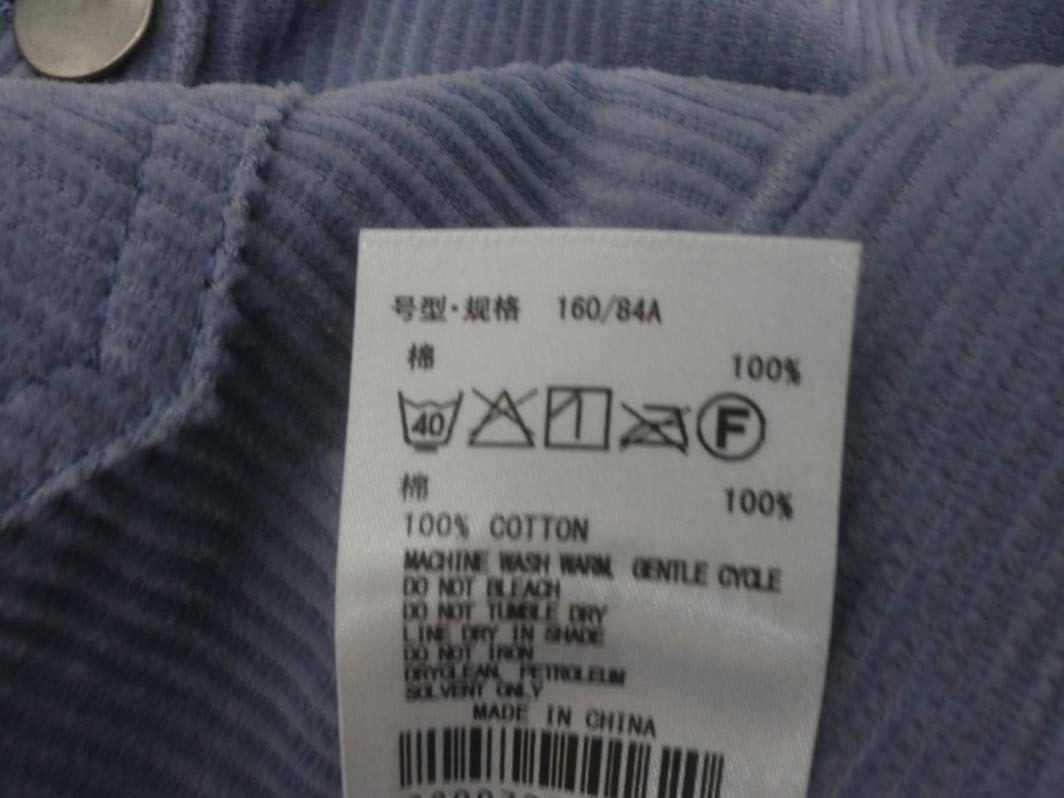 号型·规格 160/84A
棉 100%
40 F
棉 100%
100% COTTON
MACHINE WASH WARM, GENTLE CYCLE
DO NOT BLEACH
DO NOT TUMBLE DRY
LINE DRY IN SHADE
DO NOT IRON
DRYCLEAN, PETROLEUM
SOLVENT ONLY
MADE IN CHINA